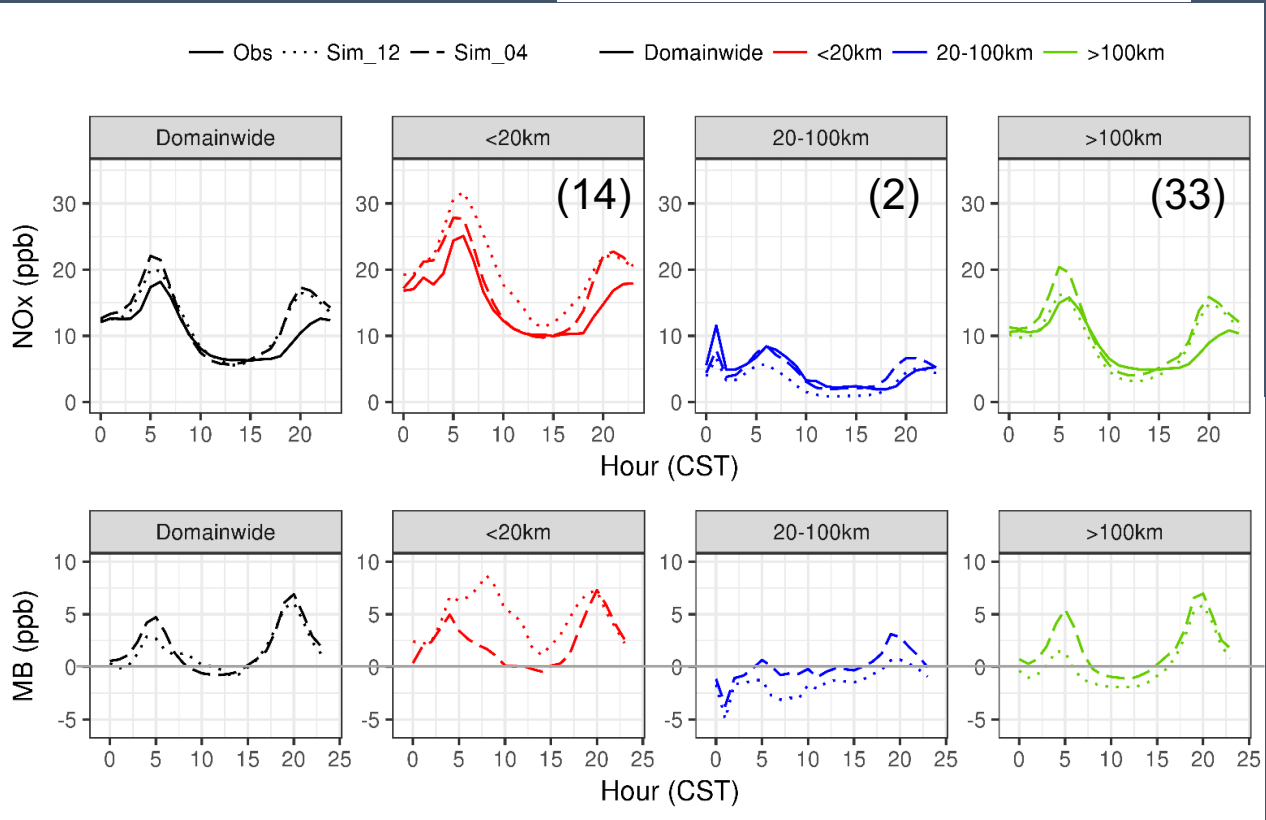 Obs Sim_12 Sim_04 Domainwide <20km 20-100km >100km
Domainwide <20km 20-100km >100km
(14) (2) (33)
NOx (ppb)
30 30 30 30
20 20 20 20
10 10 10 10
0 0 0 0
0 5 10 15 20 0 5 10 15 20 0 5 10 15 20 0 5 10 15 20
Hour (CST)
Domainwide <20km 20-100km >100km
MB (ppb)
10 10 10 10
5 5 5 5
0 0 0 0
-5 -5 -5 -5
0 5 10 15 20 25 0 5 10 15 20 25 0 5 10 15 20 25 0 5 10 15 20 25
Hour (CST)